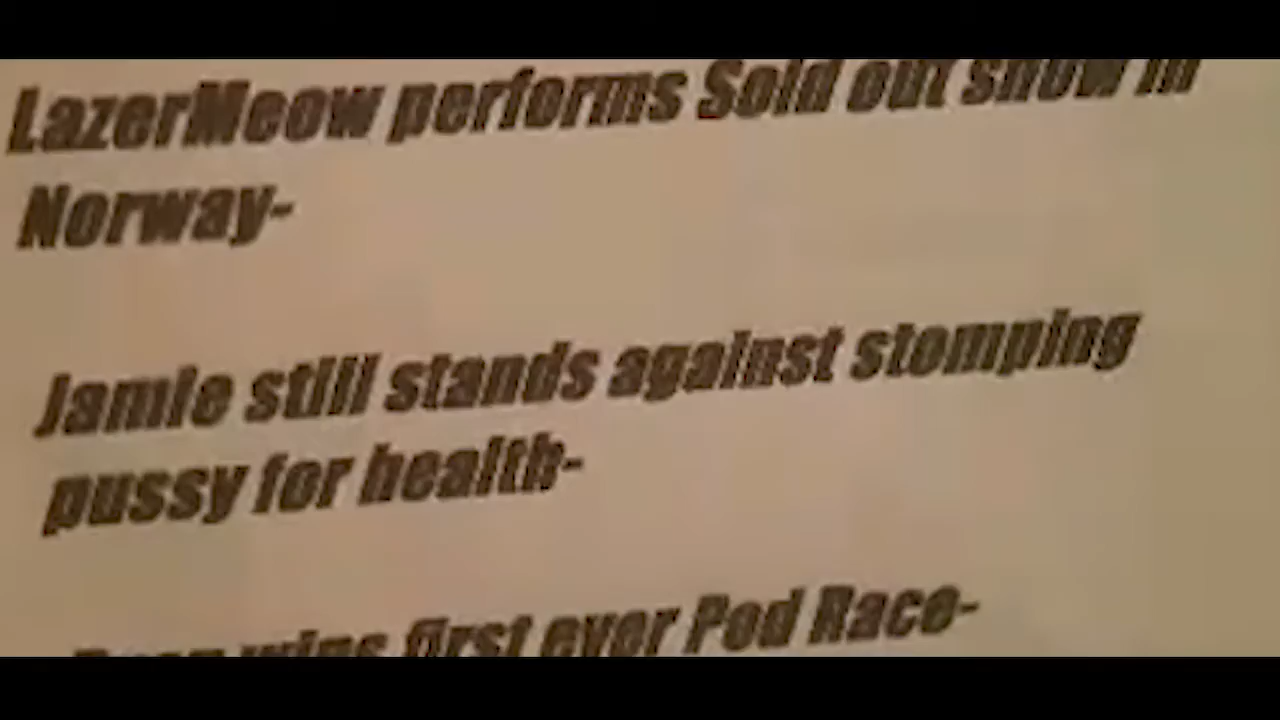 LazerMeow performs Sold out show in
Norway-
Jamie still stands against stomping
pussy for health-
wins first ever Pod Race-